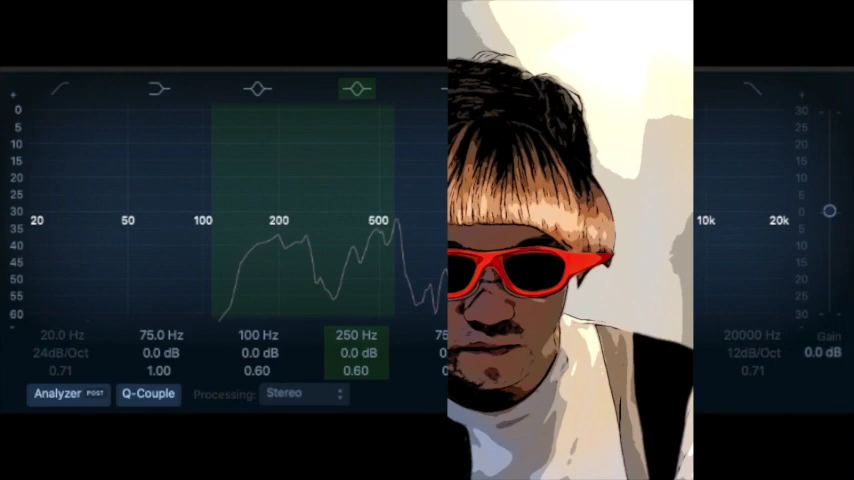 + +
0 30
5 25
10 20
15 15
20 10
25 5
30 20 50 100 200 500 10k 20k 0
35 5
40 10
45 15
50 20
55 25
60 30
- -
20.0 Hz 75.0 Hz 100 Hz 250 Hz 75 20000 Hz Gain
24dB/Oct 0.0 dB 0.0 dB 0.0 dB 0. 12dB/Oct 0.0 dB
0.71 1.00 0.60 0.60 0. 0.71
Analyzer POST Q-Couple Processing: Stereo